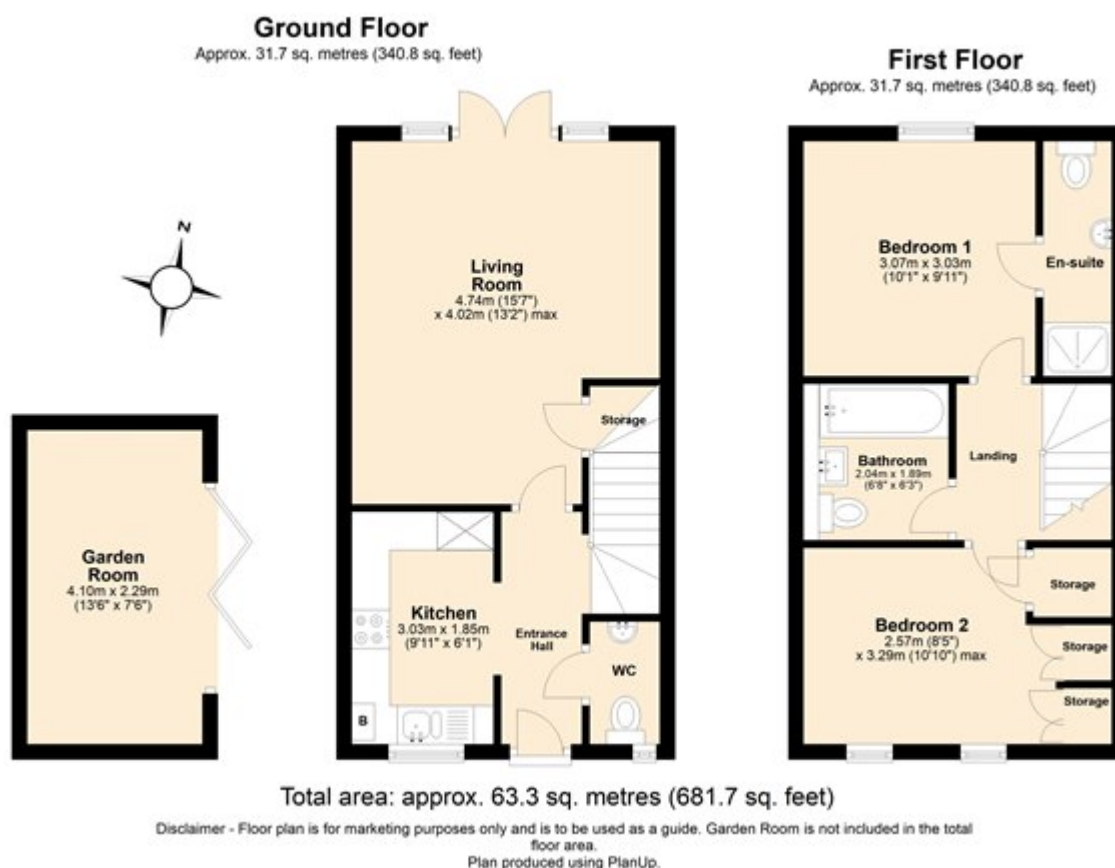 Ground Floor
Approx. 31.7 sq. metres (340.8 sq. feet)
First Floor
Approx. 31.7 sq. metres (340.8 sq. feet)
N
Living
Room
4.74m (15'7")
x 4.02m (13'2") max
Storage
Garden
Room
4.10m x 2.29m
(13'6" x 7'6")
Kitchen
3.03m x 1.85m
(9'11" x 6'1")
Entrance
Hall
WC
B
Bedroom 1
3.07m x 3.03m
(10'1" x 9'11")
En-suite
Bathroom
2.04m x 1.89m
(6'8" x 6'3")
Landing
Storage
Bedroom 2
2.57m (8'5")
x 3.29m (10'10") max
Storage
Storage
Total area: approx. 63.3 sq. metres (681.7 sq. feet)
Disclaimer - Floor plan is for marketing purposes only and is to be used as a guide. Garden Room is not included in the total
floor area.
Plan produced using PlanUp.